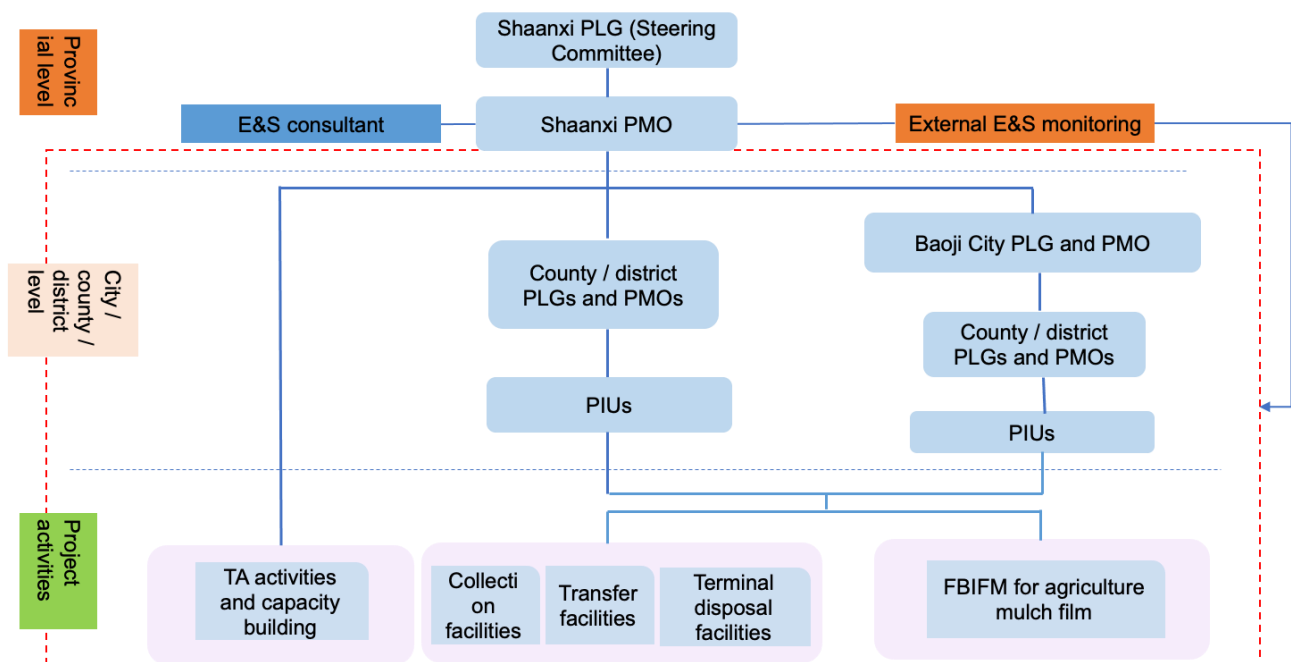 Shaanxi PLG (Steering
Committee)
Provinc
ial level
E&S consultant
Shaanxi PMO
External E&S monitoring
City /
county /
district
level
Baoji City PLG and PMO
County / district
PLGs and PMOs
County / district
PLGs and PMOs
PIUs
PIUs
Project
activities
TA activities
and capacity
building
Collecti
on
facilities
Transfer
facilities
Terminal
disposal
facilities
FBIFM for agriculture
mulch film